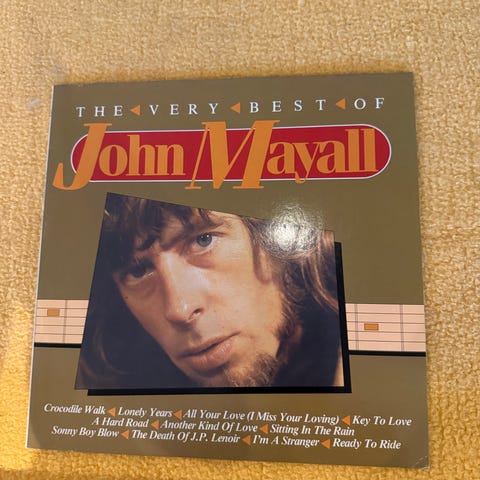 THE ◄ VERY ◄ BEST ◄ OF
John Mayall
Crocodile Walk ◄ Lonely Years ◄ All Your Love (I Miss Your Loving) ◄ Key To Love
A Hard Road ◄ Another Kind Of Love ◄ Sitting In The Rain
Sonny Boy Blow ◄ The Death Of J.P. Lenoir ◄ I'm A Stranger ◄ Ready To Ride